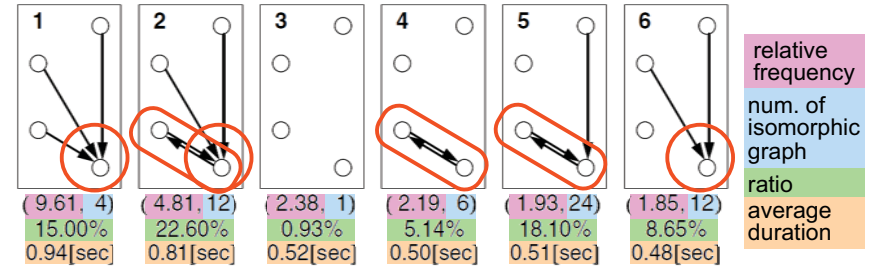 1 2 3 4 5 6
relative
frequency
num. of
isomorphic
graph
ratio
average
duration
( 9.61, 4) ( 4.81, 12) ( 2.38, 1) ( 2.19, 6) ( 1.93, 24) ( 1.85, 12)
15.00% 22.60% 0.93% 5.14% 18.10% 8.65%
0.94[sec] 0.81[sec] 0.52[sec] 0.50[sec] 0.51[sec] 0.48[sec]